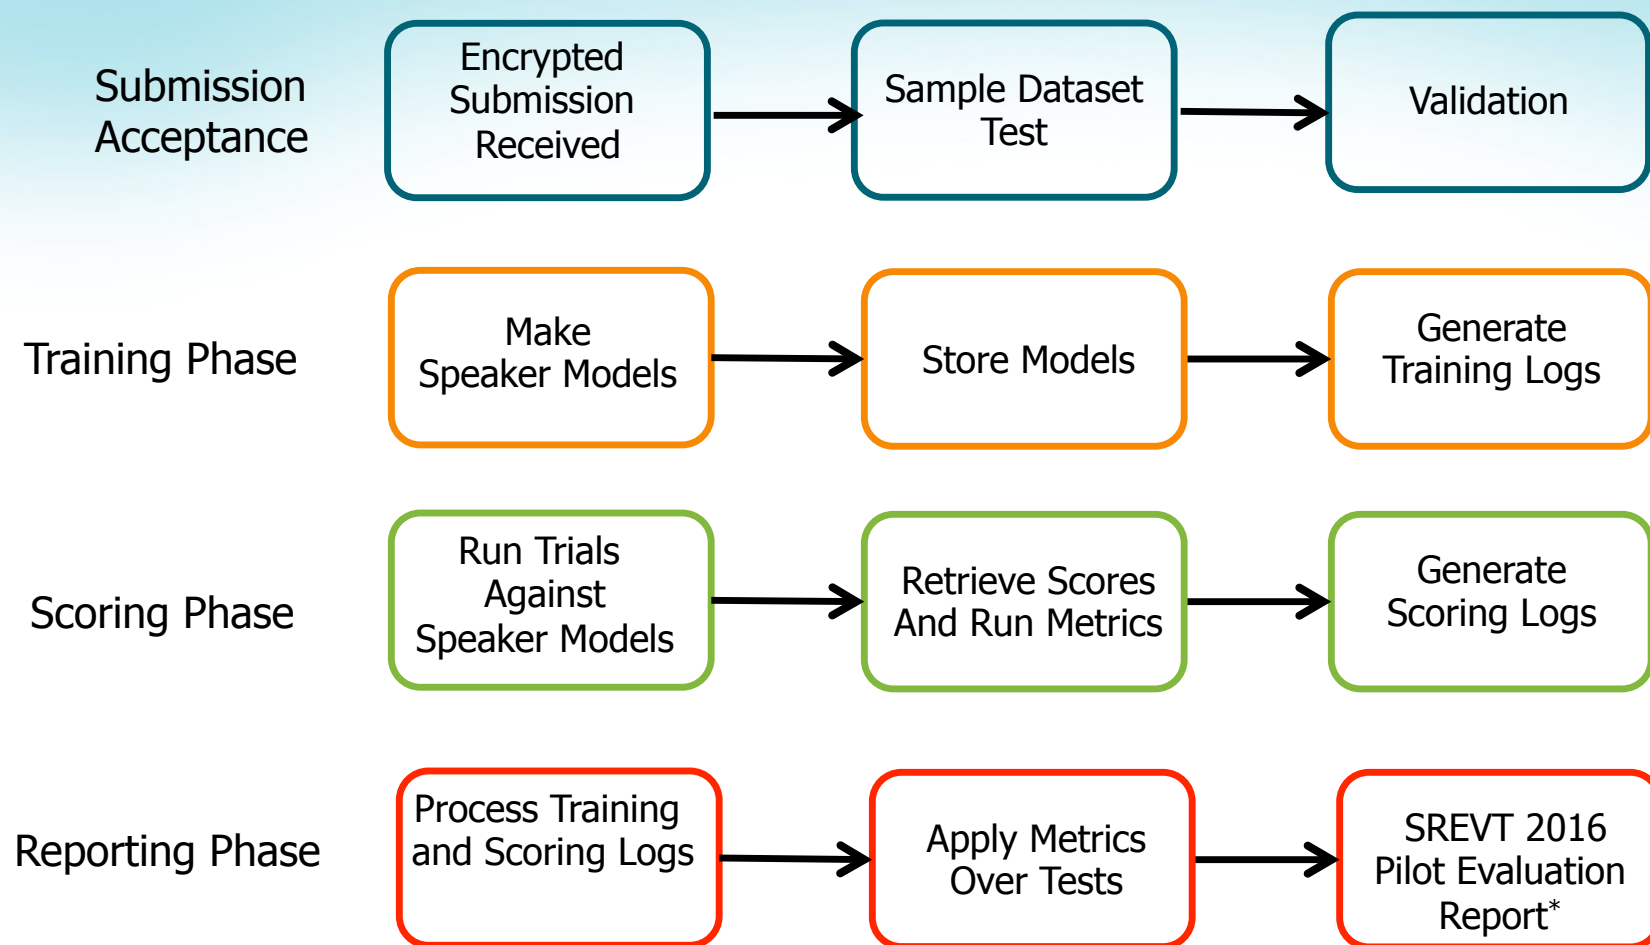 Submission
Acceptance
Encrypted
Submission
Received
Sample Dataset
Test
Validation
Training Phase
Make
Speaker Models
Store Models
Generate
Training Logs
Scoring Phase
Run Trials
Against
Speaker Models
Retrieve Scores
And Run Metrics
Generate
Scoring Logs
Reporting Phase
Process Training
and Scoring Logs
Apply Metrics
Over Tests
SREVT 2016
Pilot Evaluation
Report*